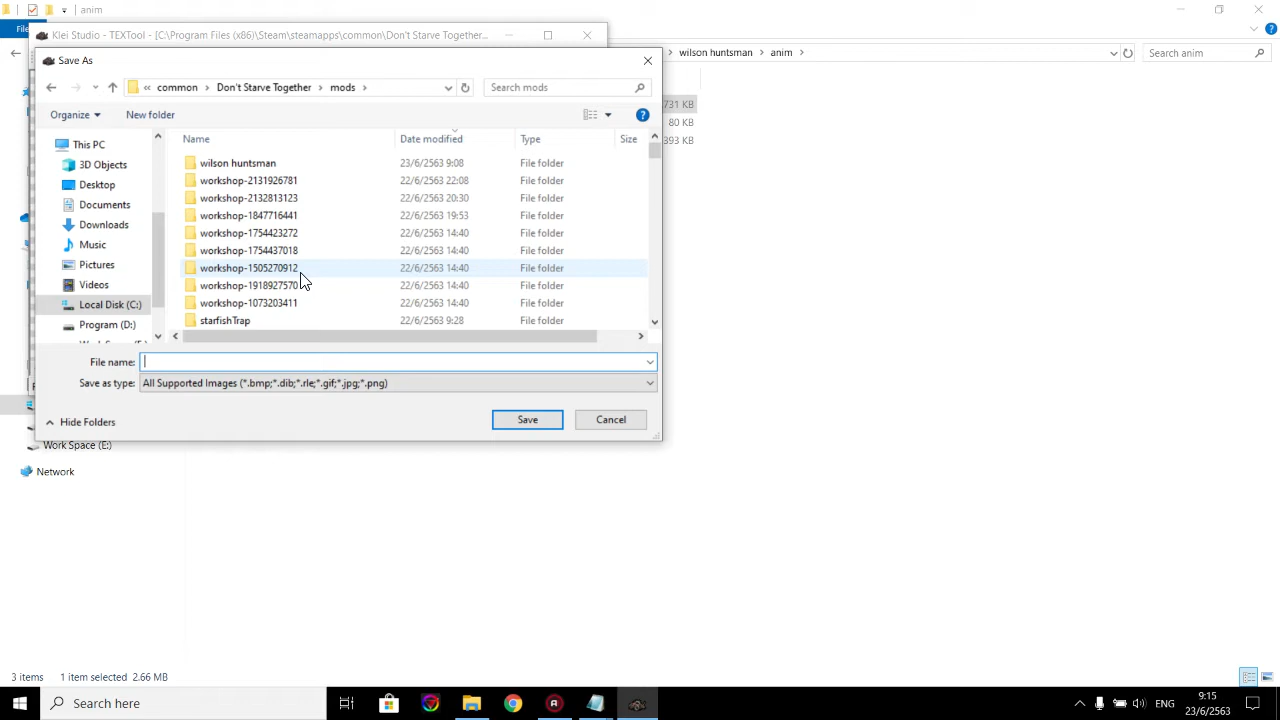 anim
File
Klei Studio - TEXTool - [C:\Program Files (x86)\Steam\steamapps\common\Don't Starve Together...
wilson huntsman > anim >
Search anim
Save As
« common > Don't Starve Together > mods >
Search mods
Organize
New folder
Name
Date modified
Type
Size
This PC
3D Objects
Desktop
Documents
Downloads
Music
Pictures
Videos
Local Disk (C:)
Program (D:)
wilson huntsman 23/6/2563 9:08 File folder
workshop-2131926781 22/6/2563 22:08 File folder
workshop-2132813123 22/6/2563 20:30 File folder
workshop-1847716441 22/6/2563 19:53 File folder
workshop-1754423272 22/6/2563 14:40 File folder
workshop-1754437018 22/6/2563 14:40 File folder
workshop-1505270912 22/6/2563 14:40 File folder
workshop-1918927570 22/6/2563 14:40 File folder
workshop-1073203411 22/6/2563 14:40 File folder
starfishTrap 22/6/2563 9:28 File folder
731 KB
80 KB
393 KB
File name:
Save as type: All Supported Images (*.bmp;*.dib;*.rle;*.gif;*.jpg;*.png)
Hide Folders
Save
Cancel
Work Space (E:)
Network
3 items 1 item selected 2.66 MB
Search here
ENG
9:15
23/6/2563